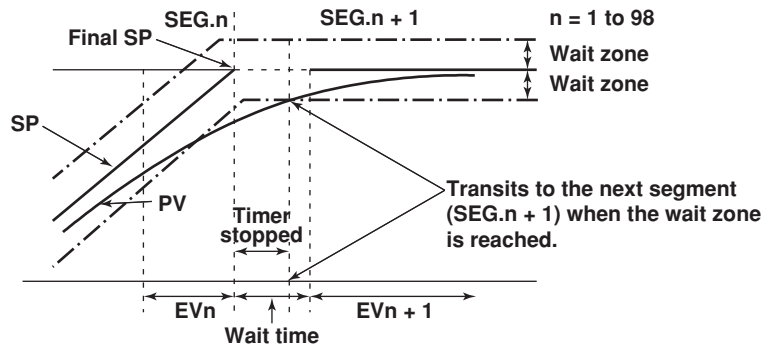 SEG.n
SEG.n + 1
n = 1 to 98
Final SP
Wait zone
Wait zone
SP
PV
Timer
stopped
Transits to the next segment
(SEG.n + 1) when the wait zone
is reached.
EVn
EVn + 1
Wait time